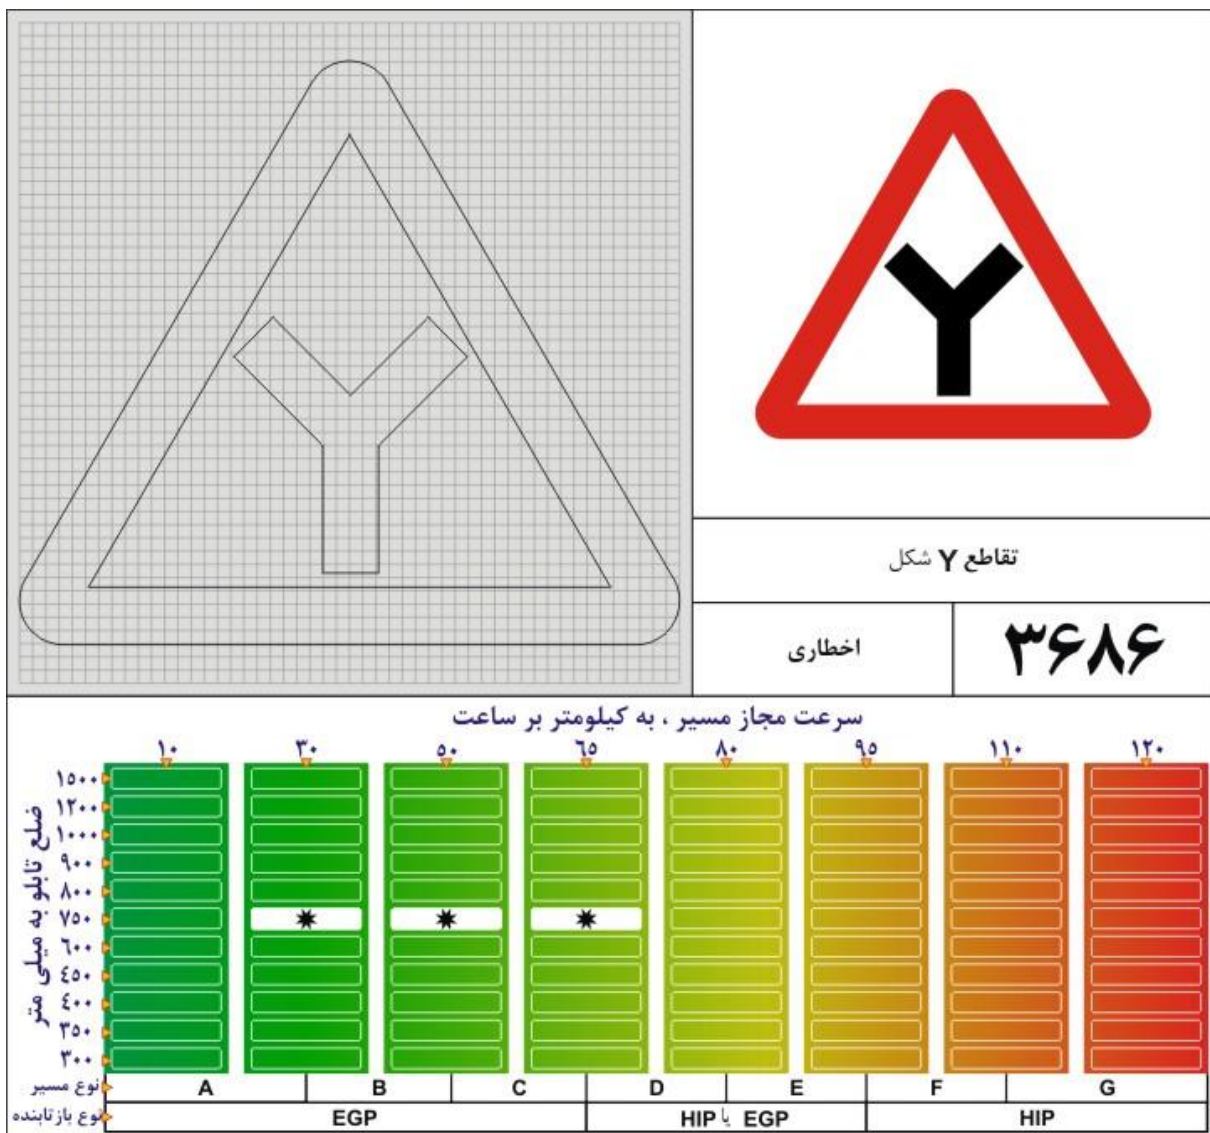 تقاطع Y شکل
اخطاری
۳۶۸۶
سرعت مجاز مسیر ، به کیلومتر بر ساعت
۱۰ ۳۰ ۵۰ ۶۵ ۸۰ ۹۵ ۱۱۰ ۱۲۰
ضلع تابلو به میلی متر
۱۵۰۰
۱۲۰۰
۱۰۰۰
۹۰۰
۸۰۰
۷۵۰
۶۰۰
۴۵۰
۴۰۰
۳۵۰
۳۰۰
نوع مسیر A B C D E F G
نوع بازتابنده EGP HIP یا EGP HIP